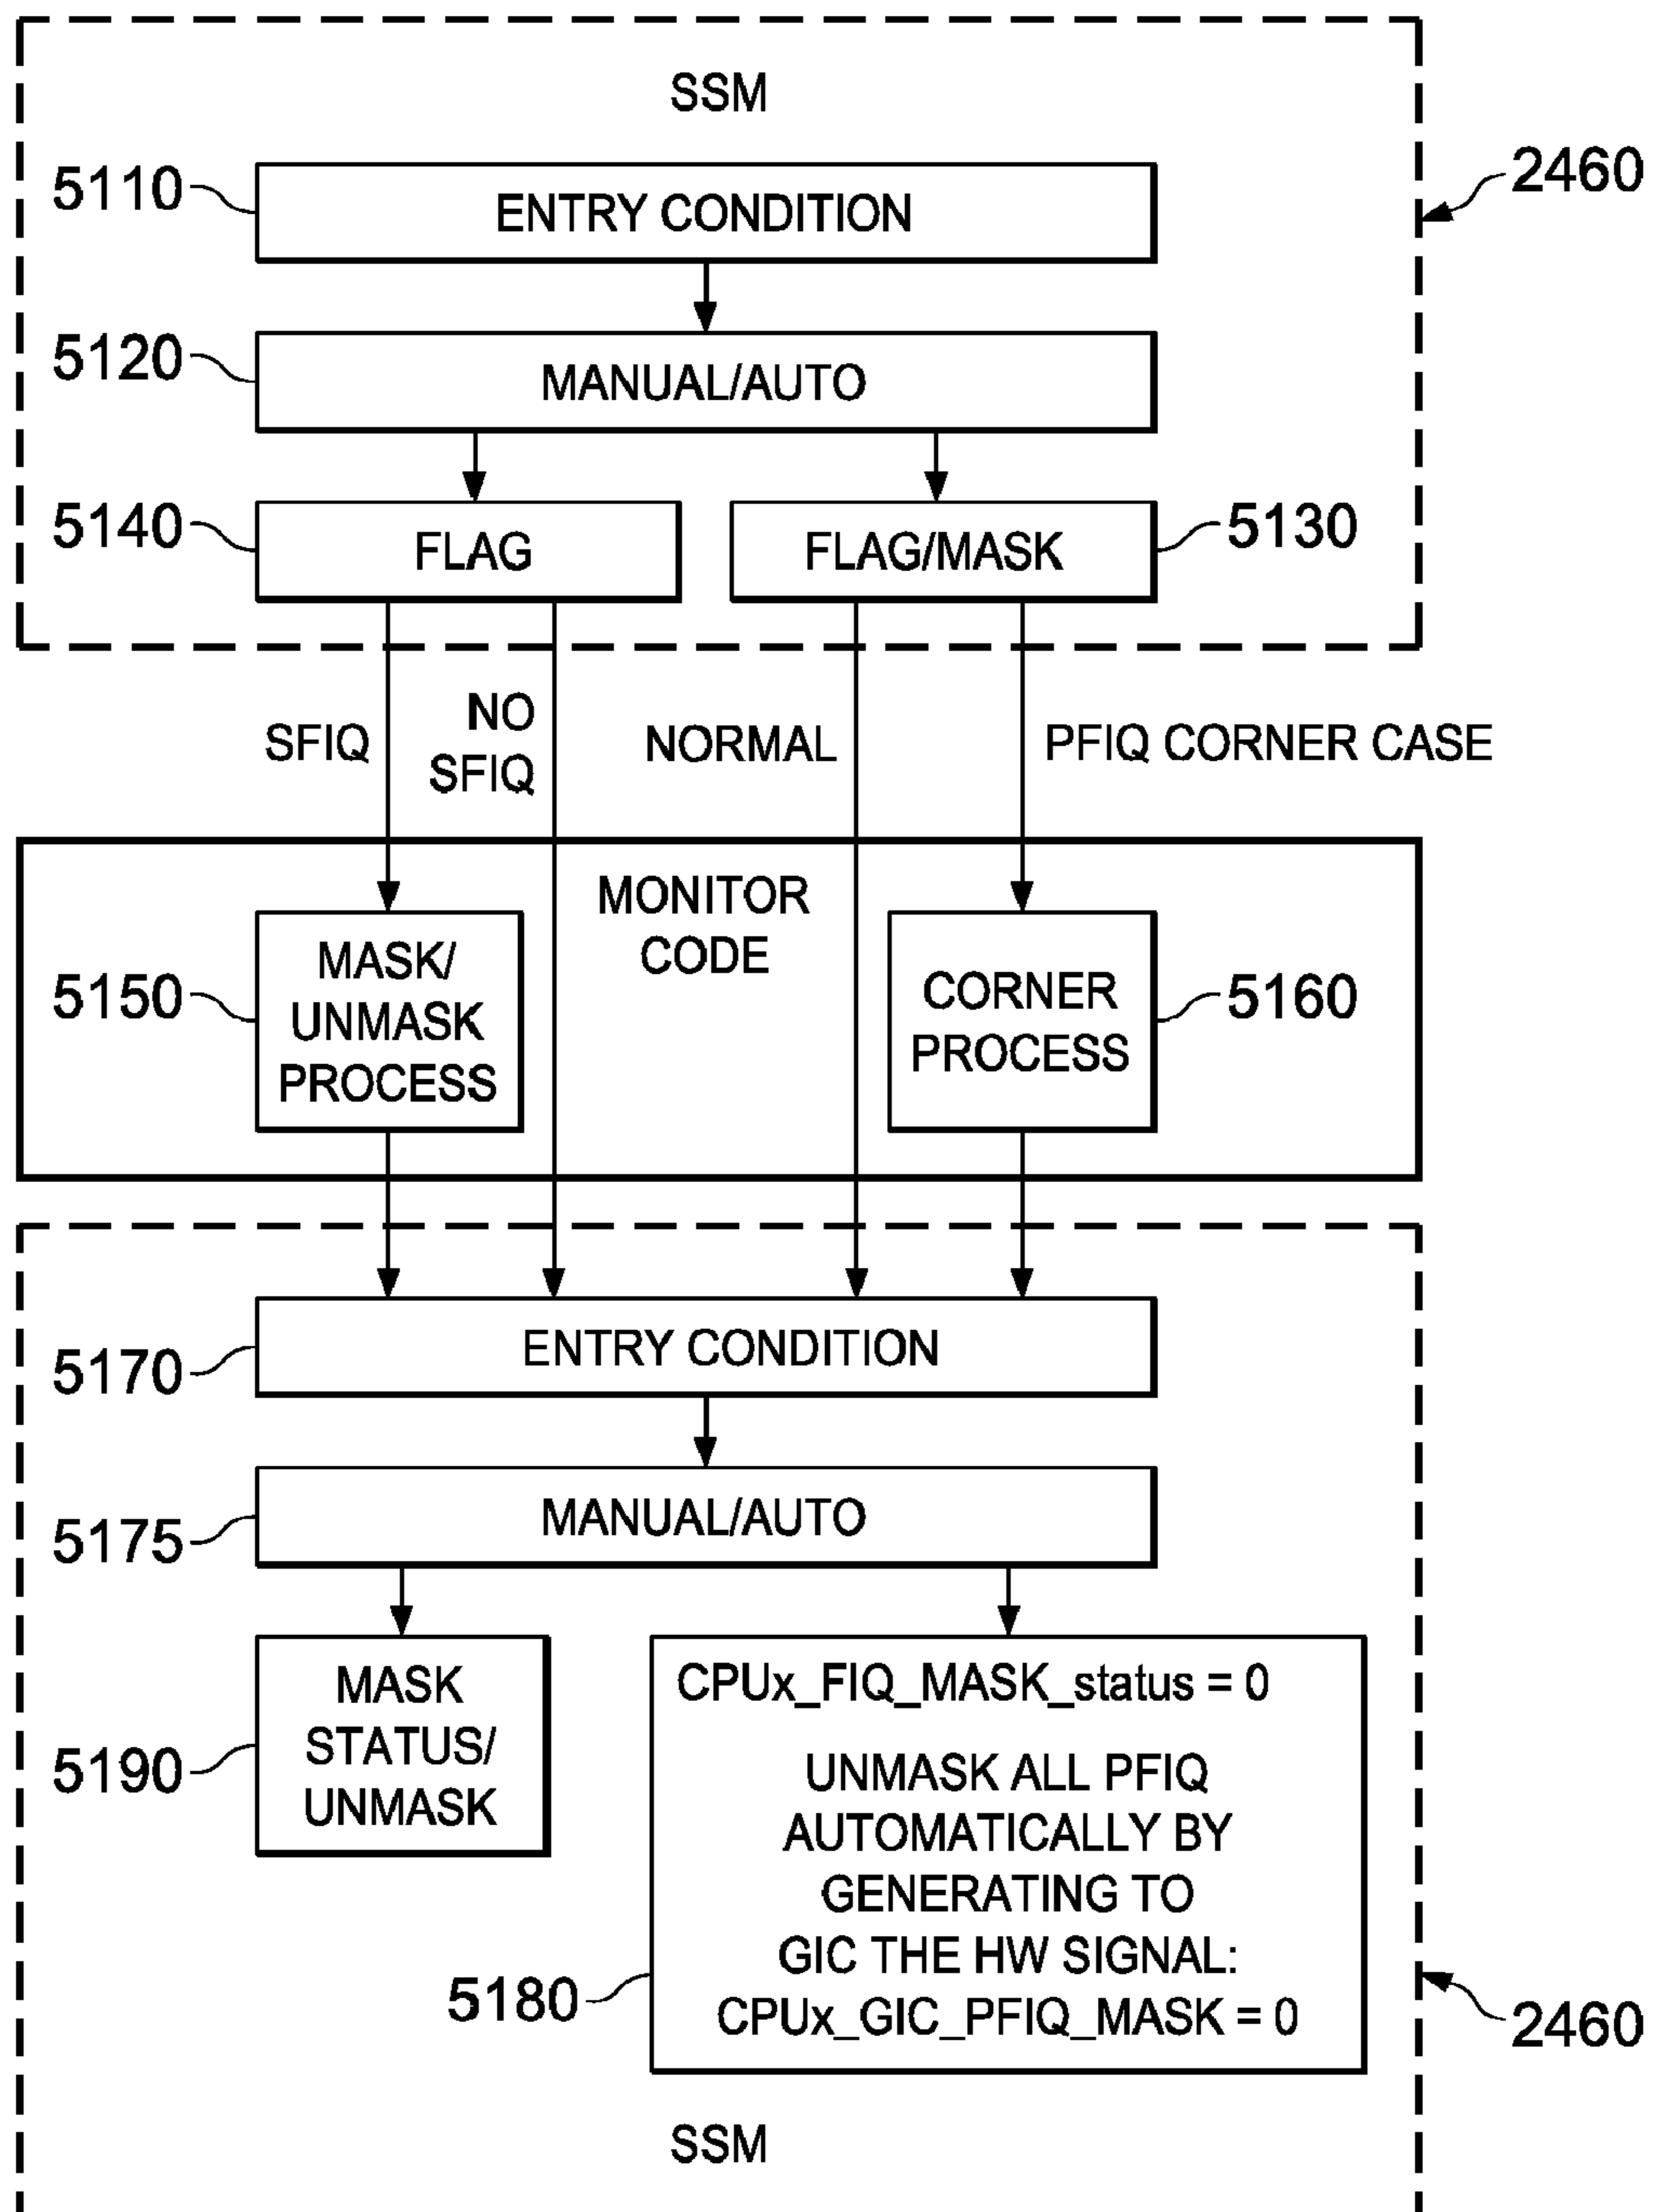 SSM
2460
5110
ENTRY CONDITION
5120
MANUAL/AUTO
5140
FLAG
FLAG/MASK
5130
SFIQ
NO
SFIQ
NORMAL
PFIQ CORNER CASE
MONITOR
CODE
5150
MASK/
UNMASK
PROCESS
CORNER
PROCESS
5160
5170
ENTRY CONDITION
5175
MANUAL/AUTO
5190
MASK
STATUS/
UNMASK
CPUx_FIQ_MASK_status = 0
UNMASK ALL PFIQ
AUTOMATICALLY BY
GENERATING TO
GIC THE HW SIGNAL:
CPUx_GIC_PFIQ_MASK = 0
5180
2460
SSM